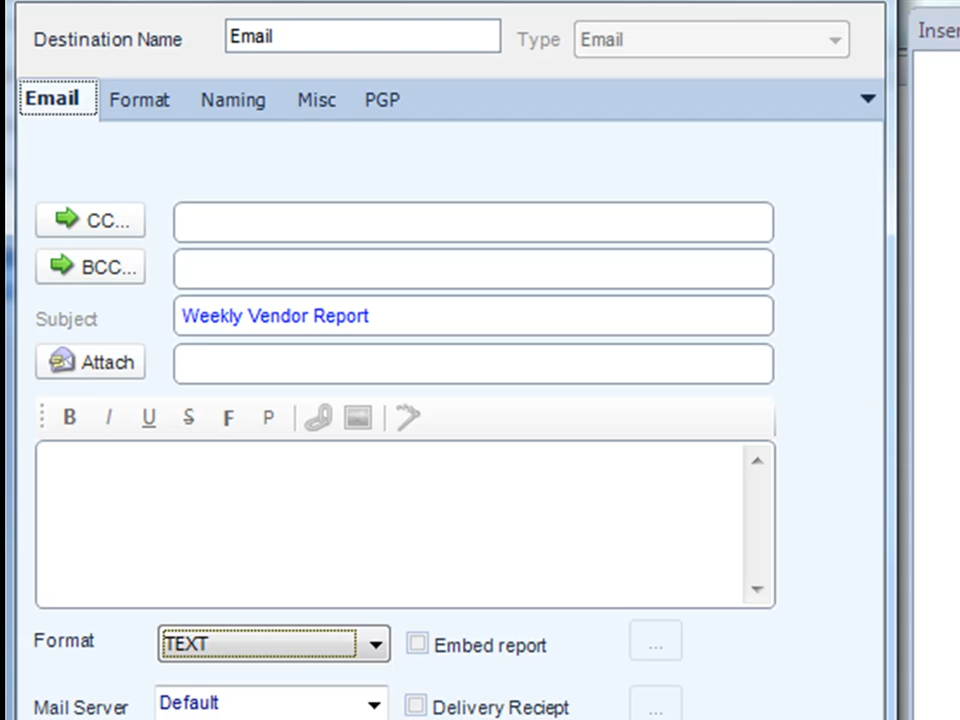 Destination Name Email Type Email
Email Format Naming Misc PGP
CC...
BCC...
Subject Weekly Vendor Report
Attach
B I U S F P
Format TEXT Embed report ...
Mail Server Default Delivery Reciept ...